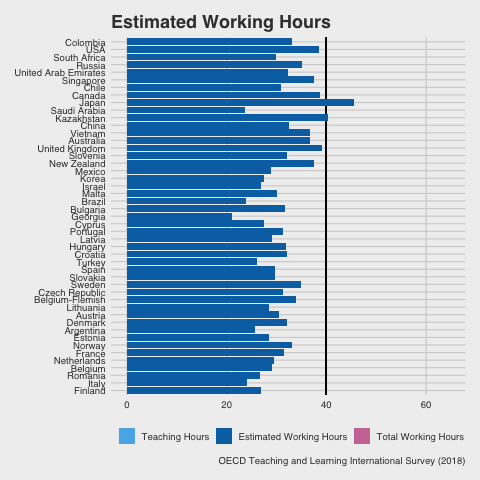 Estimated Working Hours
Colombia
USA
South Africa
Russia
United Arab Emirates
Singapore
Chile
Canada
Japan
Saudi Arabia
Kazakhstan
China
Vietnam
Australia
United Kingdom
Slovenia
New Zealand
Mexico
Korea
Israel
Malta
Brazil
Bulgaria
Georgia
Cyprus
Portugal
Latvia
Hungary
Croatia
Turkey
Spain
Slovakia
Sweden
Czech Republic
Belgium-Flemish
Lithuania
Austria
Denmark
Argentina
Estonia
Norway
France
Netherlands
Belgium
Romania
Italy
Finland
0 20 40 60
Teaching Hours Estimated Working Hours Total Working Hours
OECD Teaching and Learning International Survey (2018)